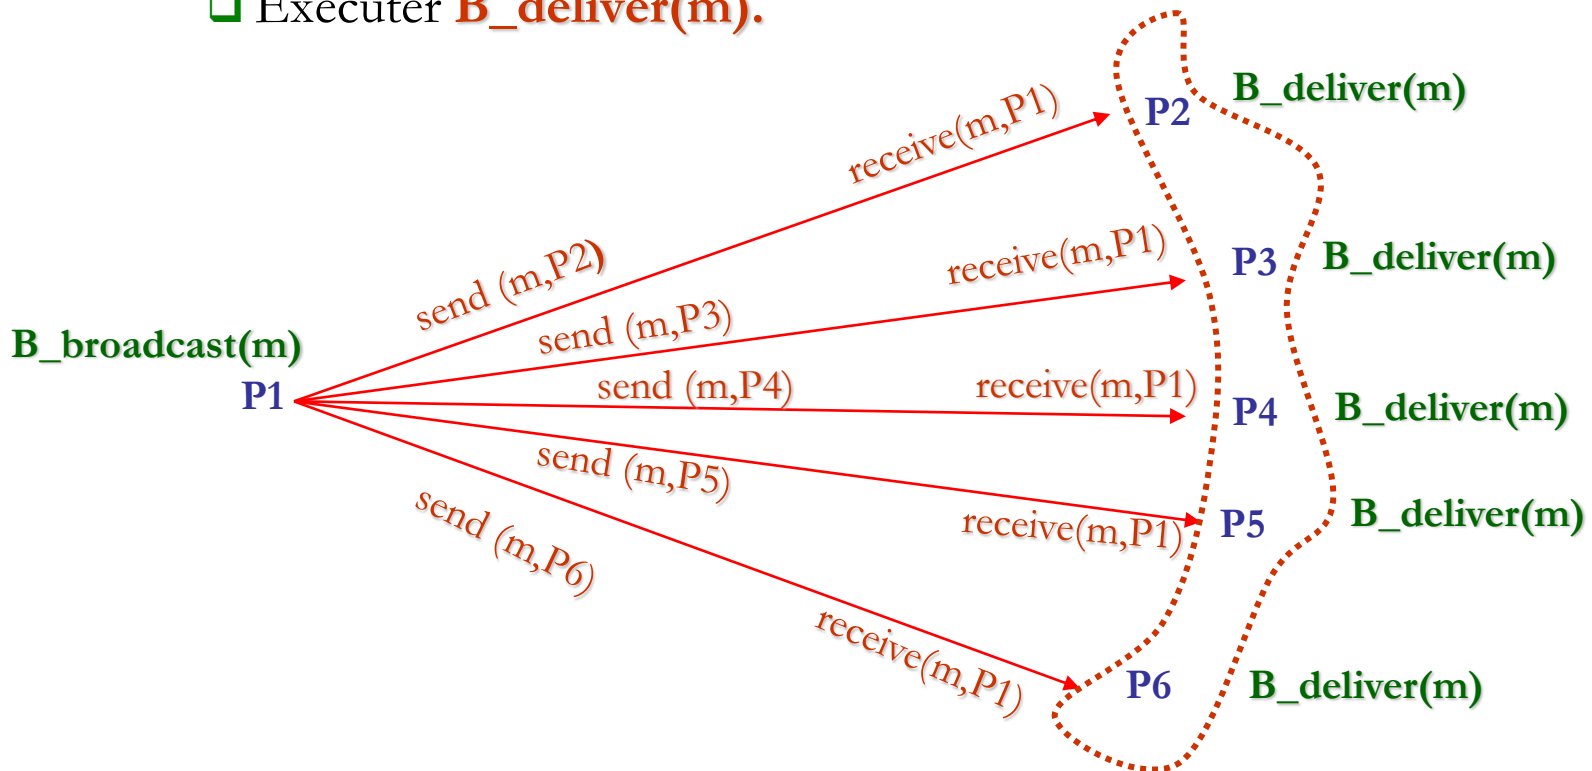 Executer B_deliver(m).
B_deliver(m)
P2
receive(m,P1)
send (m,P2)
receive(m,P1)
P3
B_deliver(m)
send (m,P3)
B_broadcast(m)
P1
send (m,P4)
receive(m,P1)
P4
B_deliver(m)
send (m,P5)
receive(m,P1)
P5
B_deliver(m)
send (m,P6)
receive(m,P1)
P6
B_deliver(m)